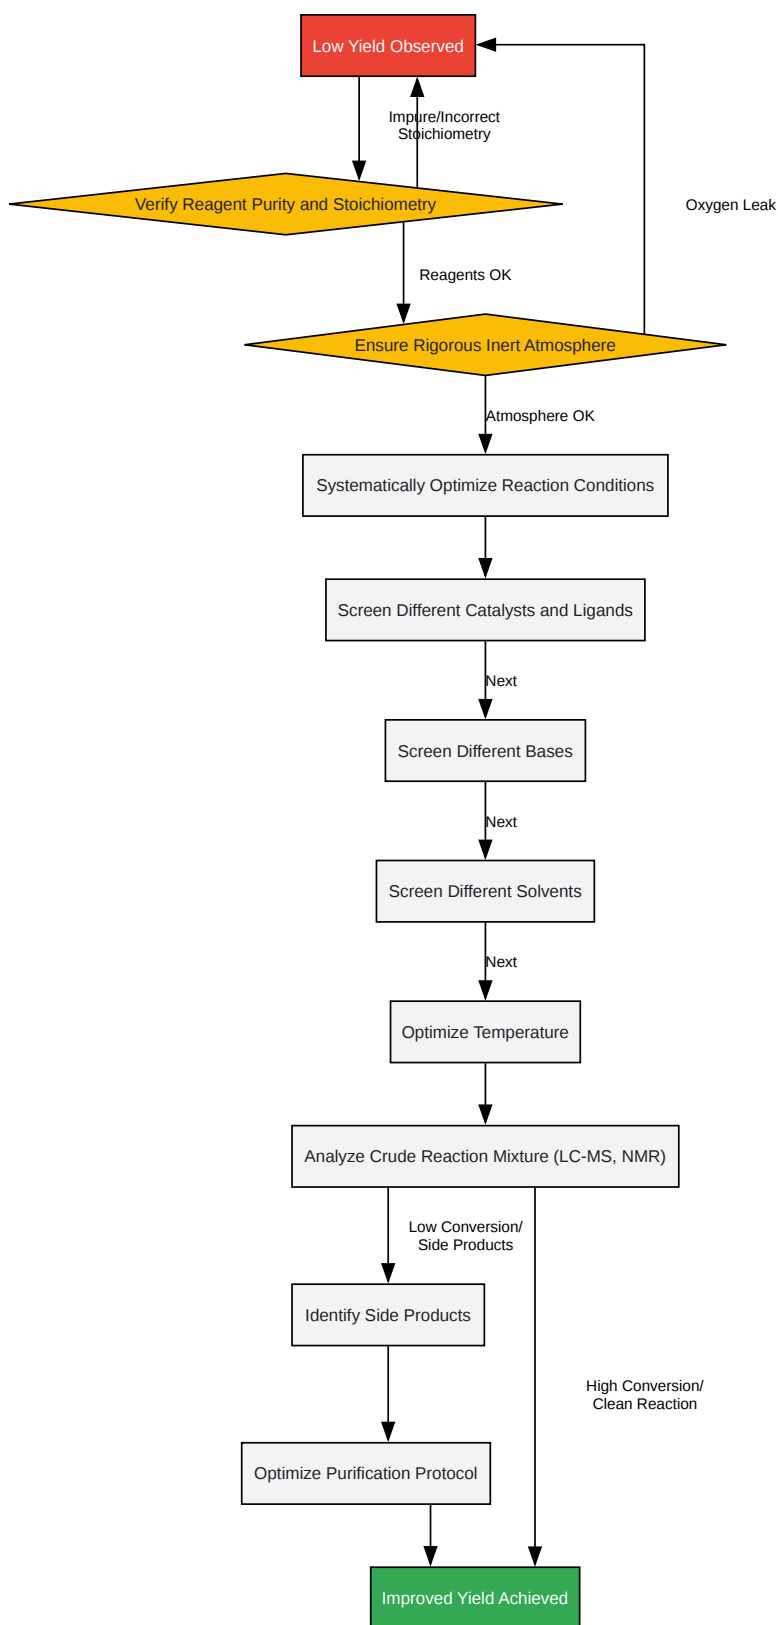 Low Yield Observed
Impure/Incorrect
Stoichiometry
Verify Reagent Purity and Stoichiometry
Oxygen Leak
Reagents OK
Ensure Rigorous Inert Atmosphere
Atmosphere OK
Systematically Optimize Reaction Conditions
Screen Different Catalysts and Ligands
Next
Screen Different Bases
Next
Screen Different Solvents
Next
Optimize Temperature
Analyze Crude Reaction Mixture (LC-MS, NMR)
Low Conversion/
Side Products
Identify Side Products
High Conversion/
Clean Reaction
Optimize Purification Protocol
Improved Yield Achieved